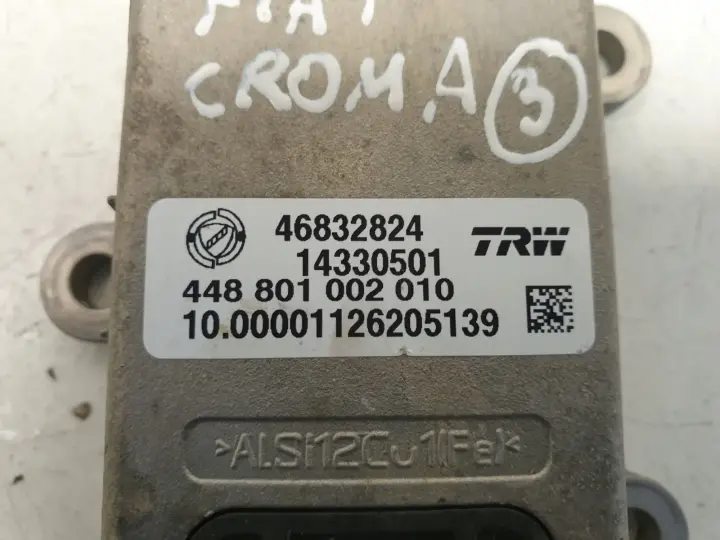 FIAT
CROMA 3
46832824
TRW
14330501
448 801 002 010
10.00001126205139
>ALSi12Cu1(Fe)<